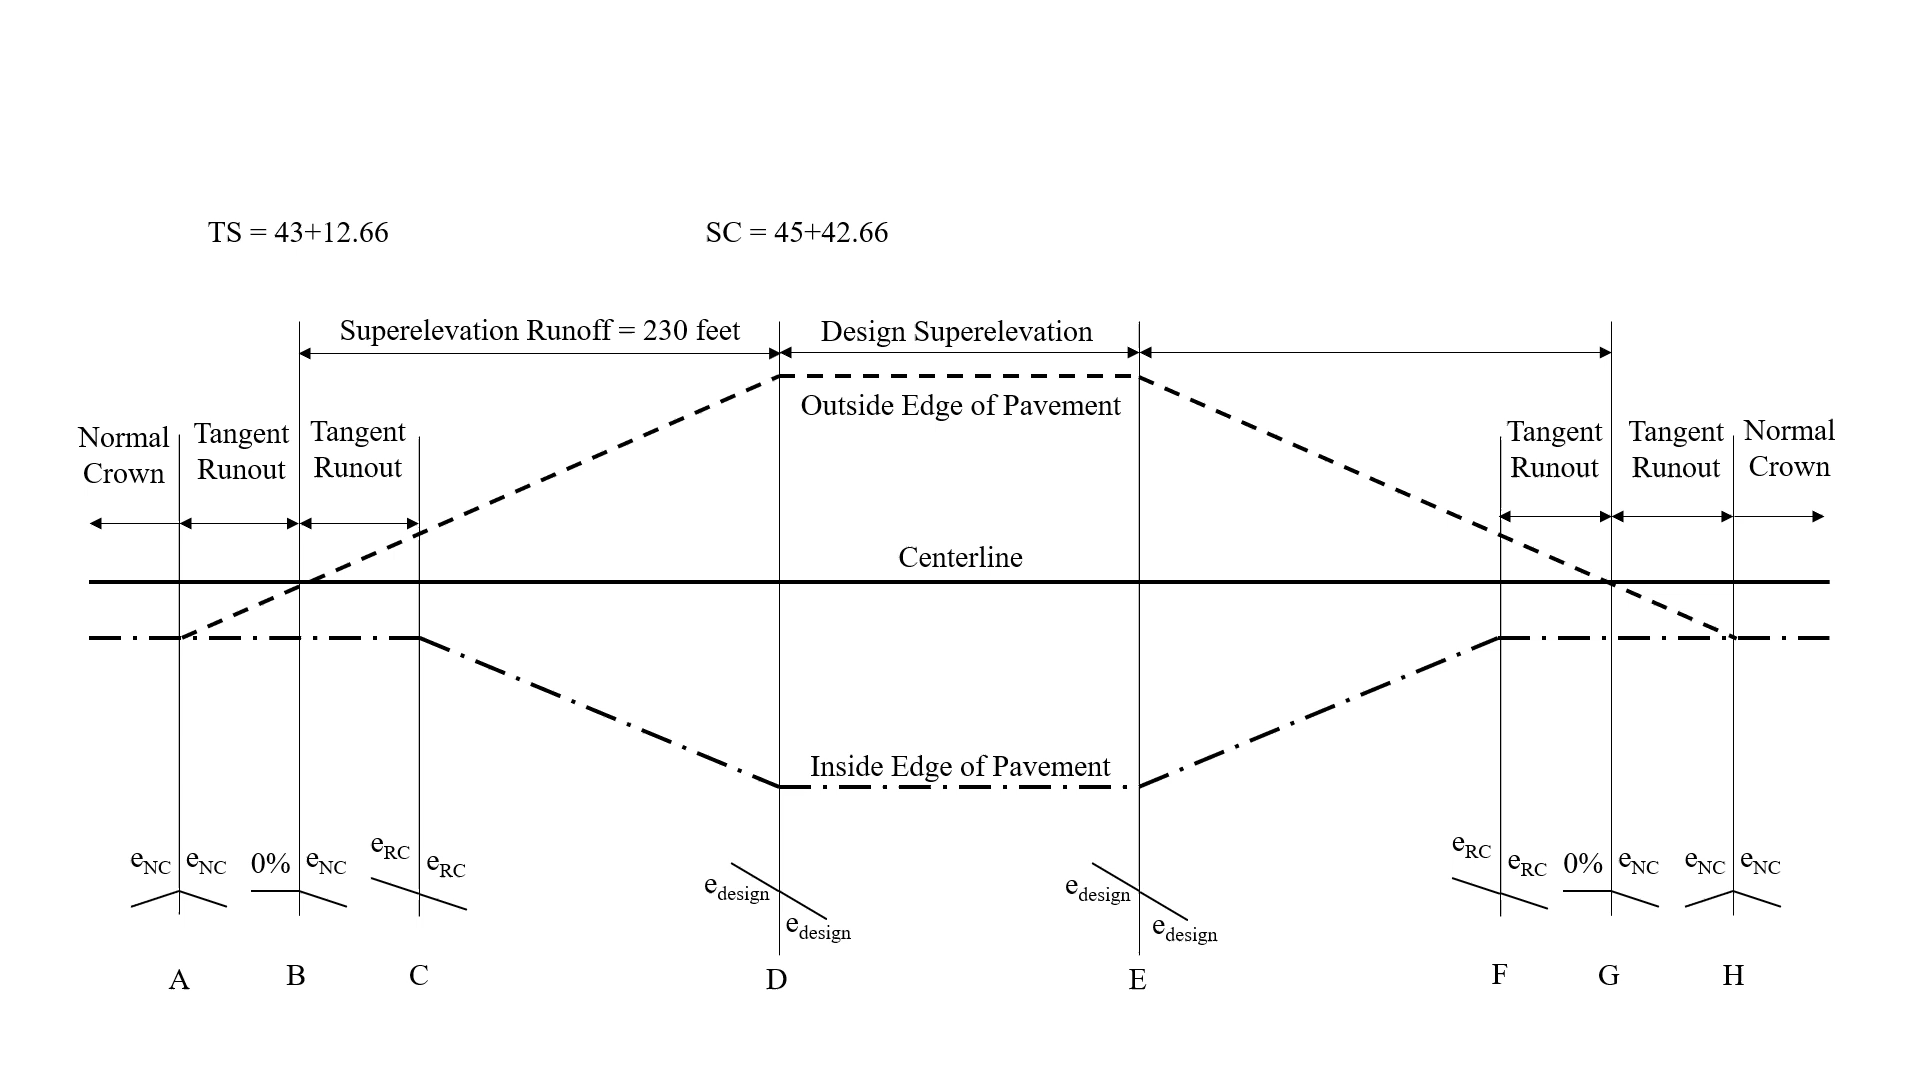 TS = 43+12.66
SC = 45+42.66
Superelevation Runoff = 230 feet
Design Superelevation
Outside Edge of Pavement
Normal
Crown
Tangent
Runout
Tangent
Runout
Tangent
Runout
Tangent
Runout
Normal
Crown
Centerline
Inside Edge of Pavement
eNC
eNC
0%
eNC
eRC
eRC
edesign
edesign
edesign
edesign
eRC
eRC
0%
eNC
eNC
eNC
A
B
C
D
E
F
G
H